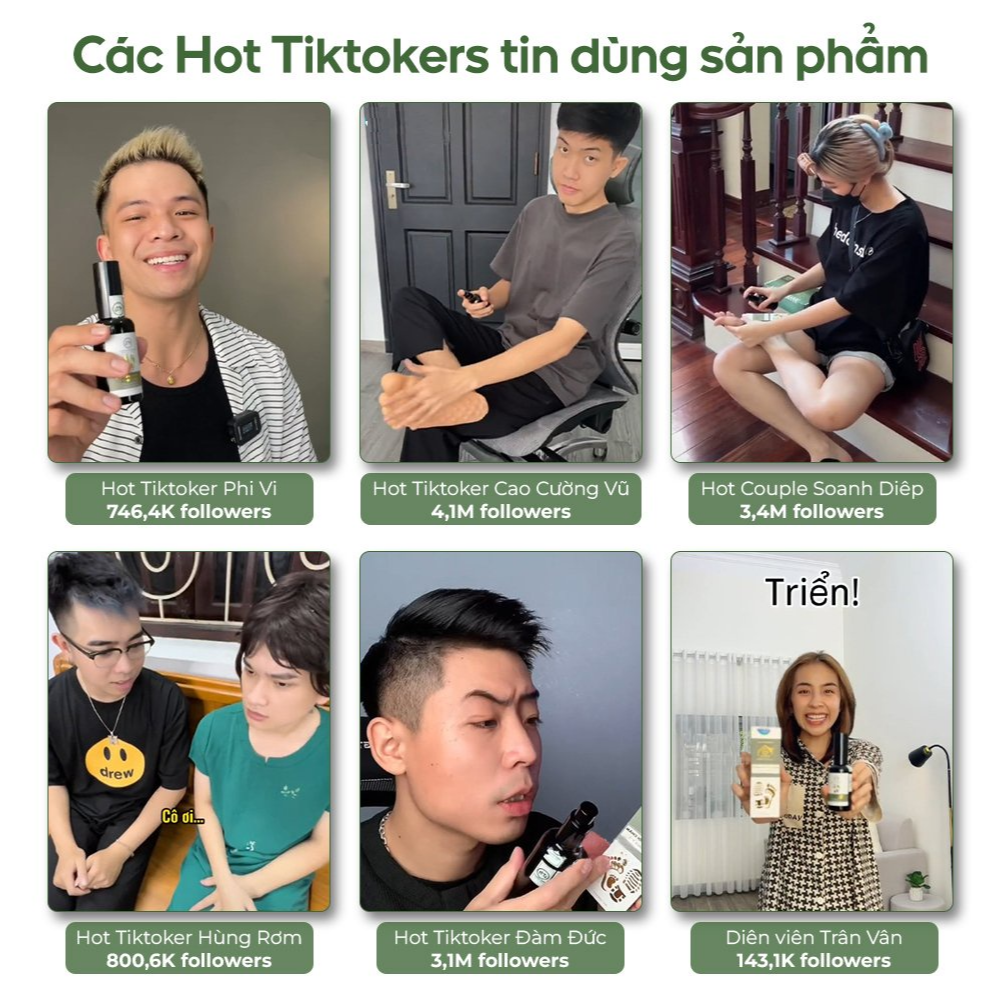 Các Hot Tiktokers tin dùng sản phẩm
Hot Tiktoker Phi Vi
746,4K followers
Hot Tiktoker Cao Cường Vũ
4,1M followers
Hot Couple Soanh Diêp
3,4M followers
drew
Cô ơi...
Triển!
Hot Tiktoker Hùng Rơm
800,6K followers
Hot Tiktoker Đàm Đức
3,1M followers
Diên viên Trân Vân
143,1K followers